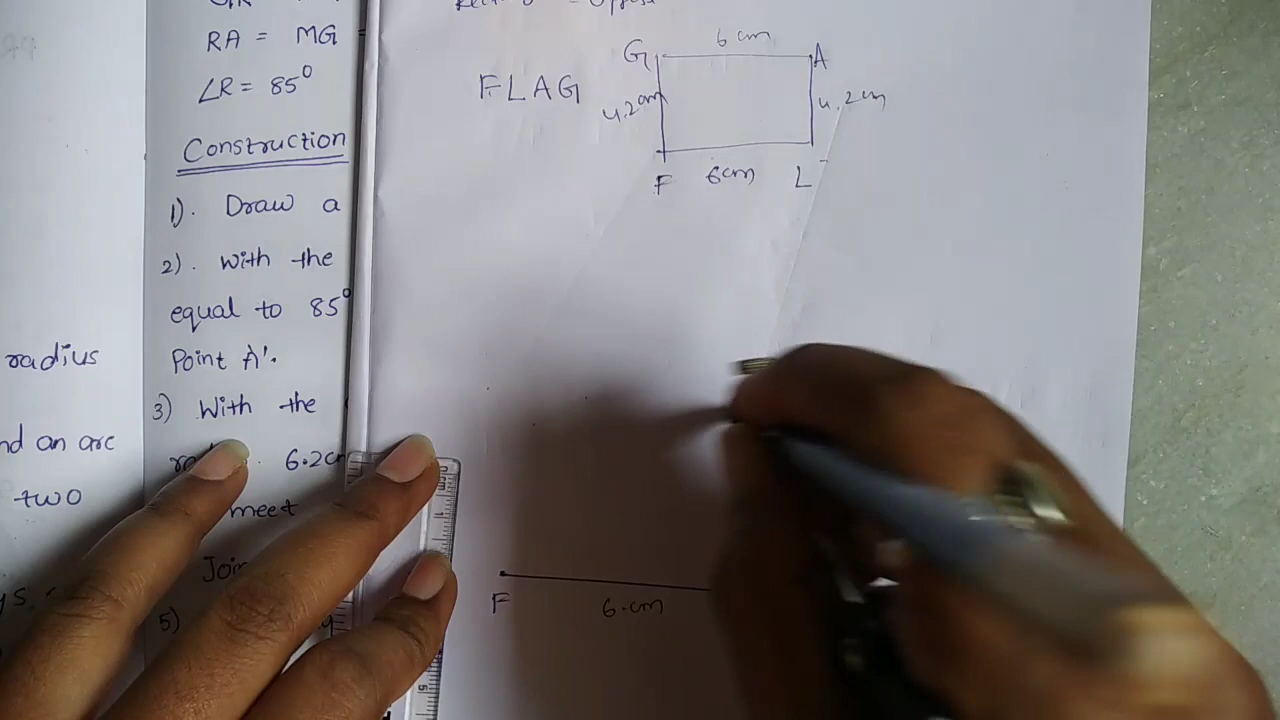 radius
nd an arc
two
RA = MG
∠R = 85°
Construction
1). Draw a
2). With the
equal to 85°
Point A'.
3) With the
6.2cm
meet
Join
5)
FLAG
G 6 cm A
4.2cm 4.2cm
F 6cm L
F 6.cm